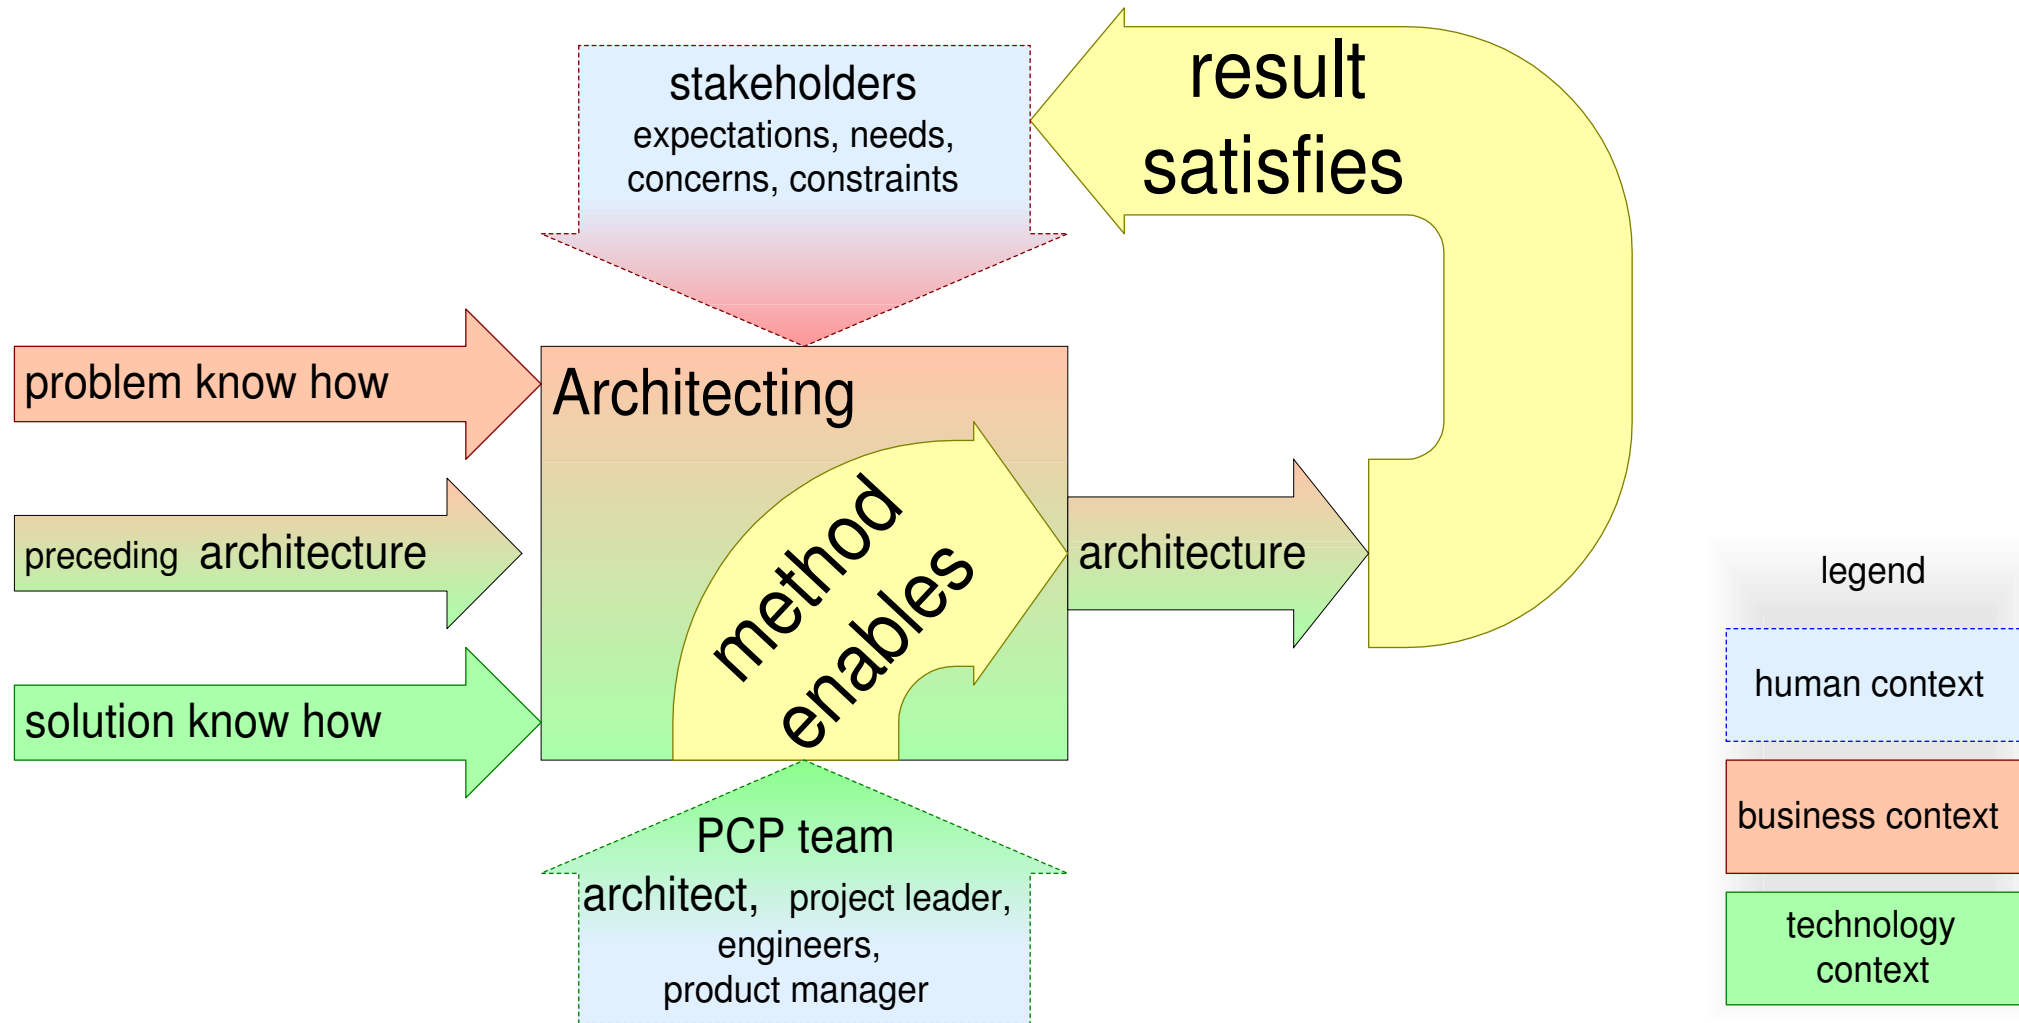 stakeholders
expectations, needs,
concerns, constraints
result
satisfies
problem know how
Architecting
preceding architecture
method
enables
architecture
solution know how
PCP team
architect, project leader,
engineers,
product manager
legend
human context
business context
technology
context